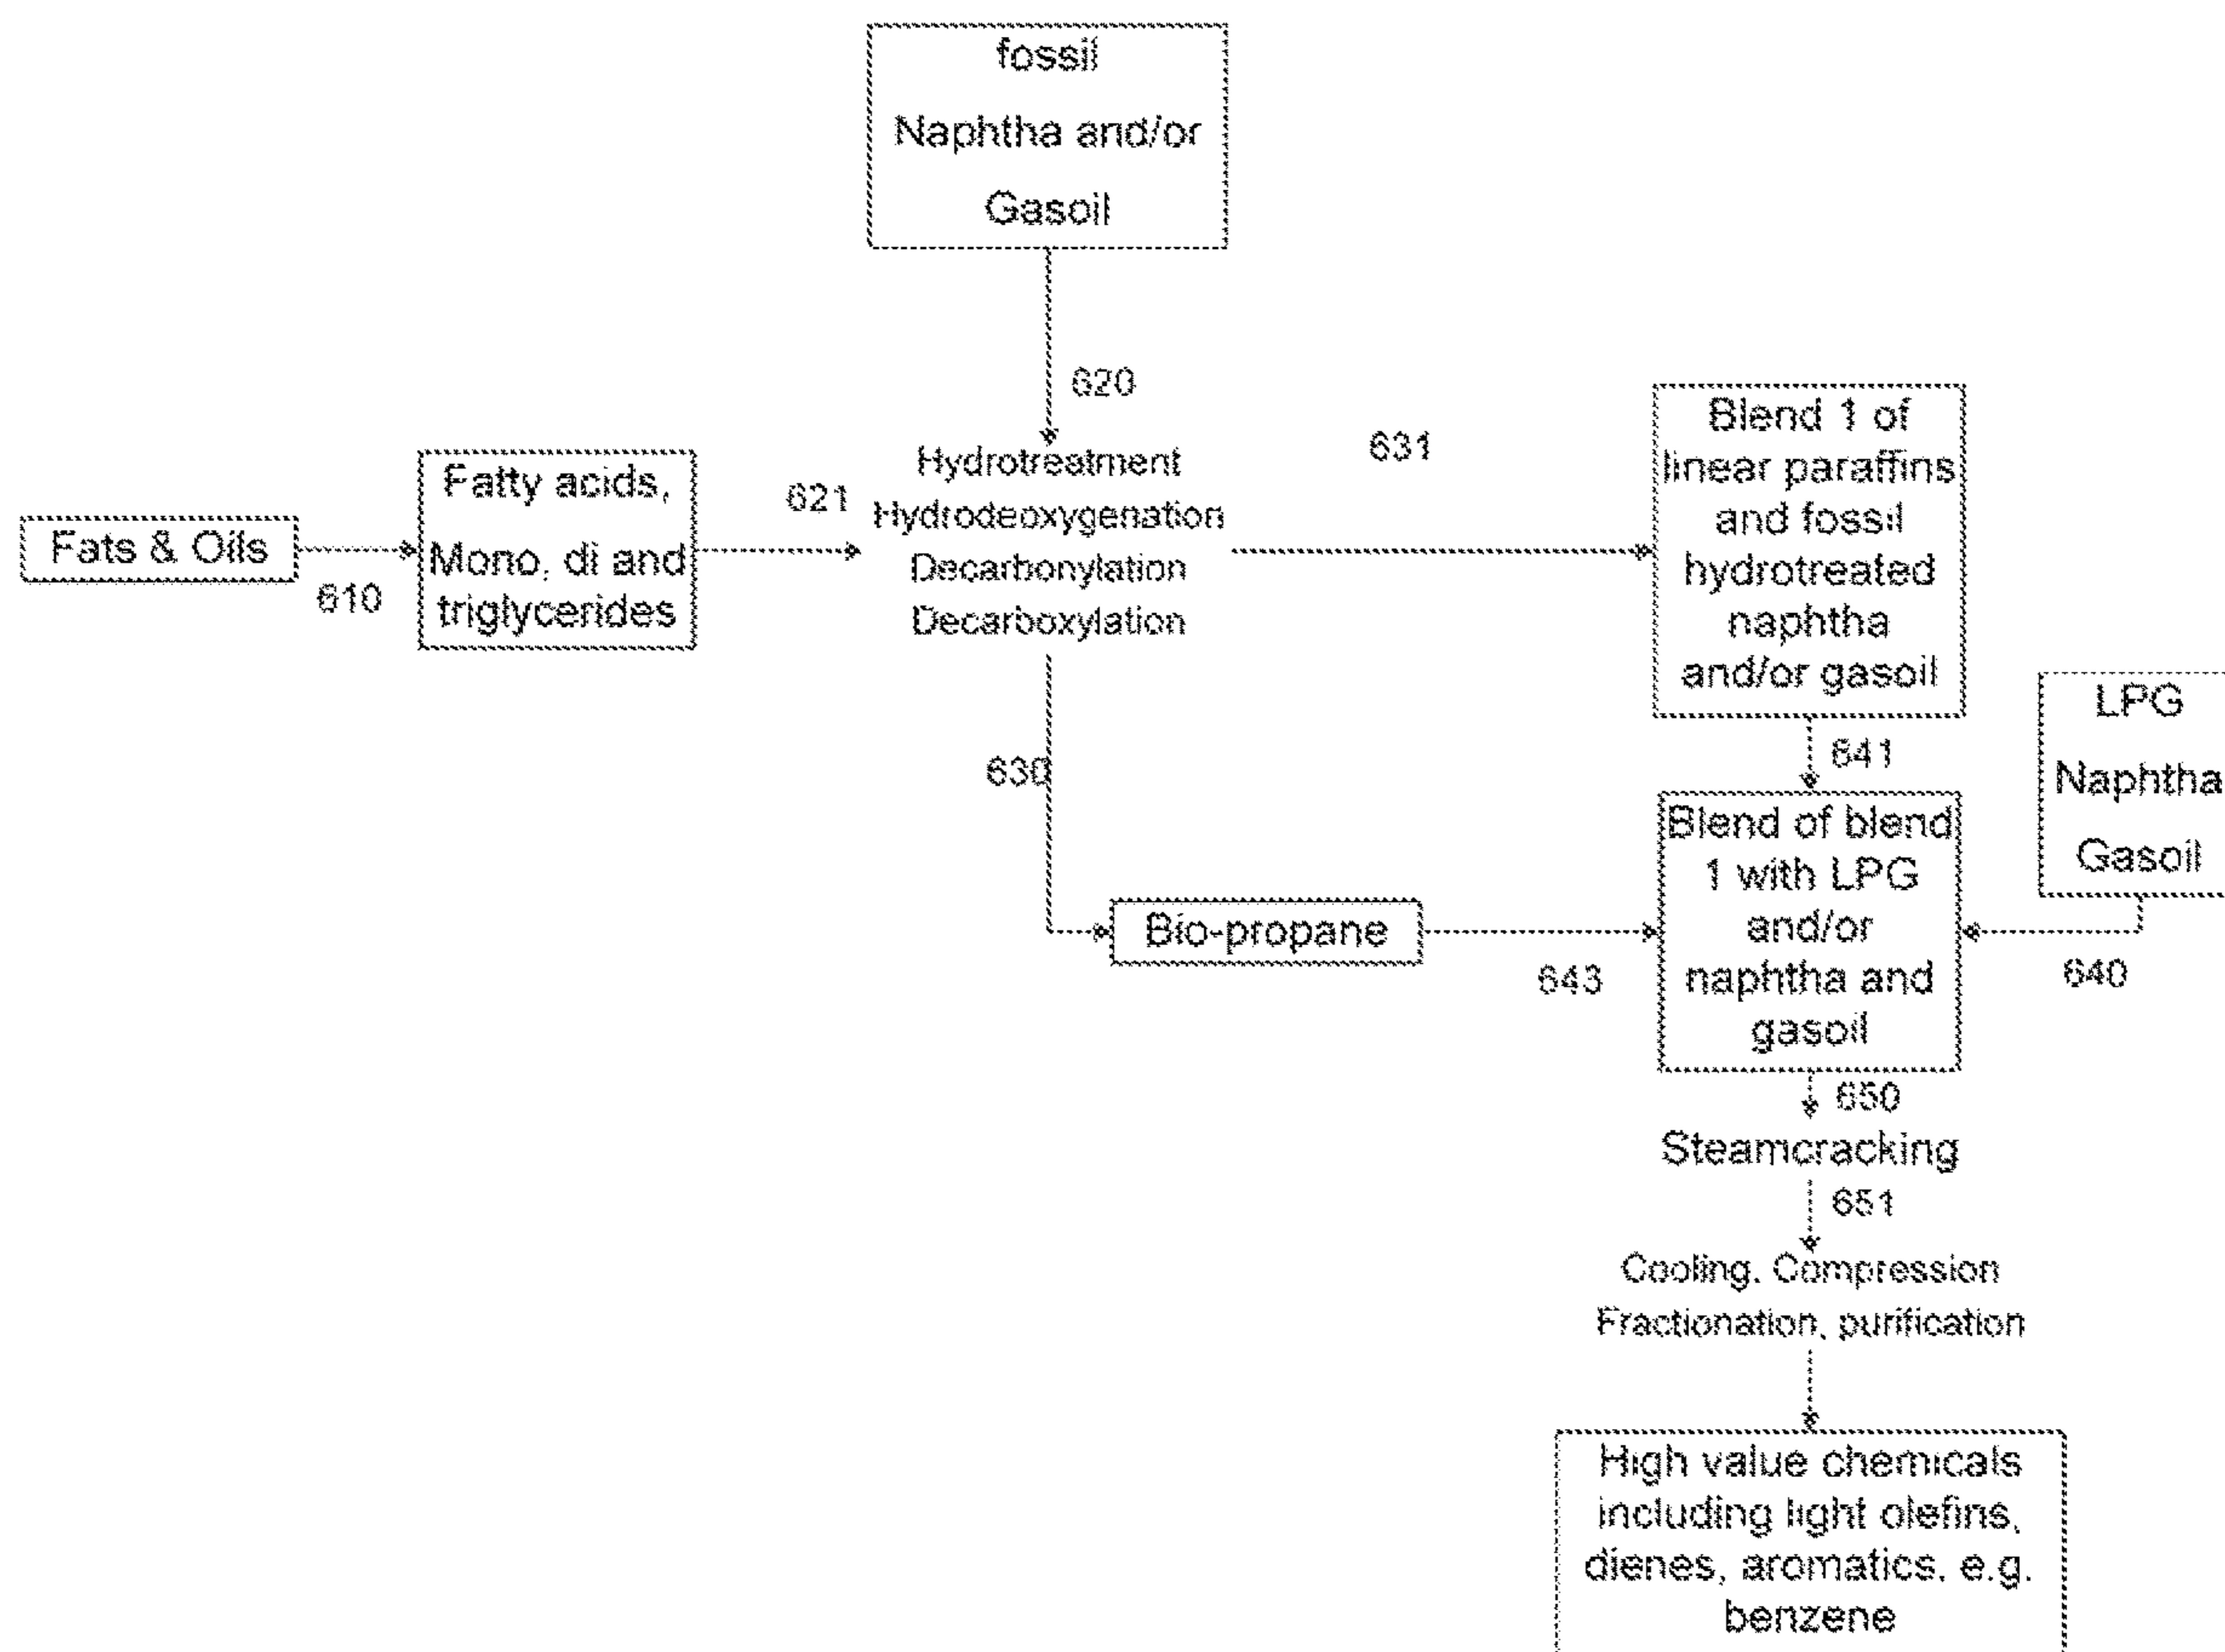 fossil
Naphtha and/or
Gasoil
620
Fats & Oils
610
Fatty acids,
Mono, di and
triglycerides
621
Hydrotreatment
Hydrodeoxygenation
Decarbonylation
Decarboxylation
631
Blend 1 of
linear paraffins
and fossil
hydrotreated
naphtha
and/or gasoil
641
630
Bio-propane
643
Blend of blend
1 with LPG
and/or
naphtha and
gasoil
LPG
Naphtha
Gasoil
640
650
Steamcracking
651
Cooling, Compression
Fractionation, purification
High value chemicals
including light olefins,
dienes, aromatics, e.g.
benzene